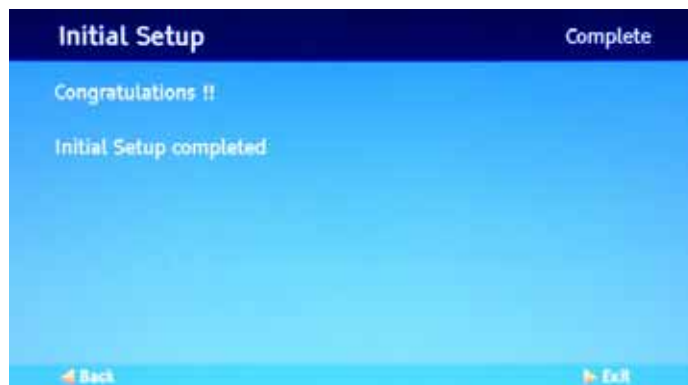 Initial Setup
Complete
Congratulations !!
Initial Setup completed
Back
Exit